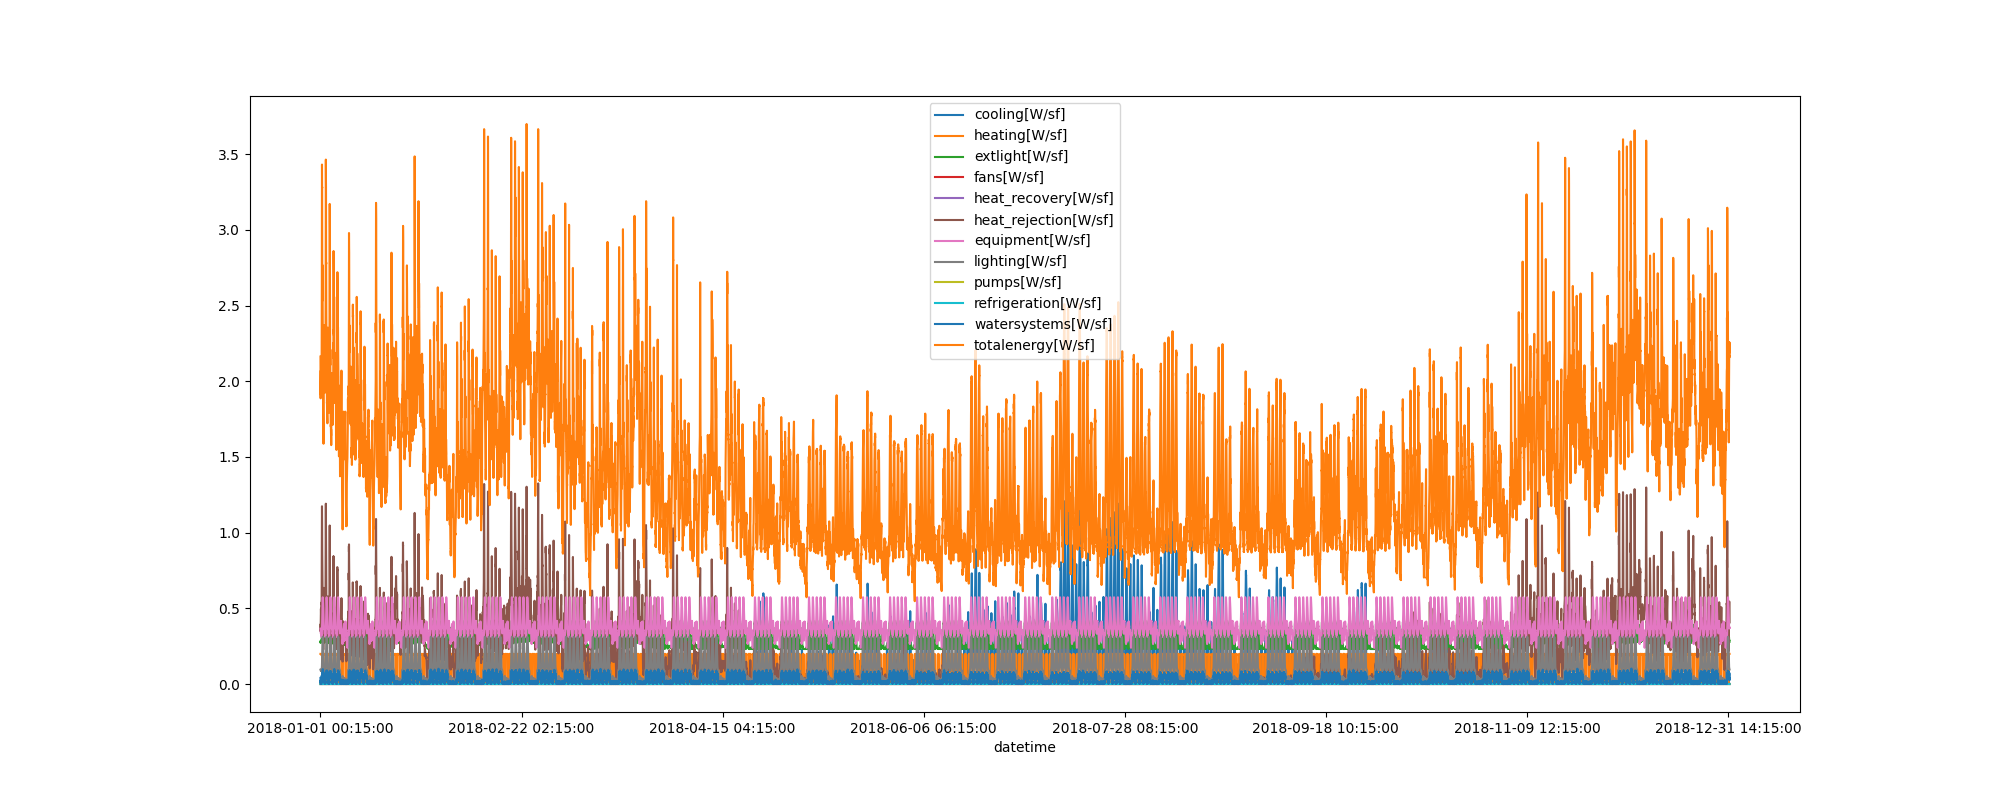 cooling[W/sf]
heating[W/sf]
extlight[W/sf]
fans[W/sf]
heat_recovery[W/sf]
heat_rejection[W/sf]
equipment[W/sf]
lighting[W/sf]
pumps[W/sf]
refrigeration[W/sf]
watersystems[W/sf]
totalenergy[W/sf]
3.5
3.0
2.5
2.0
1.5
1.0
0.5
0.0
2018-01-01 00:15:00 2018-02-22 02:15:00 2018-04-15 04:15:00 2018-06-06 06:15:00 2018-07-28 08:15:00 2018-09-18 10:15:00 2018-11-09 12:15:00 2018-12-31 14:15:00
datetime